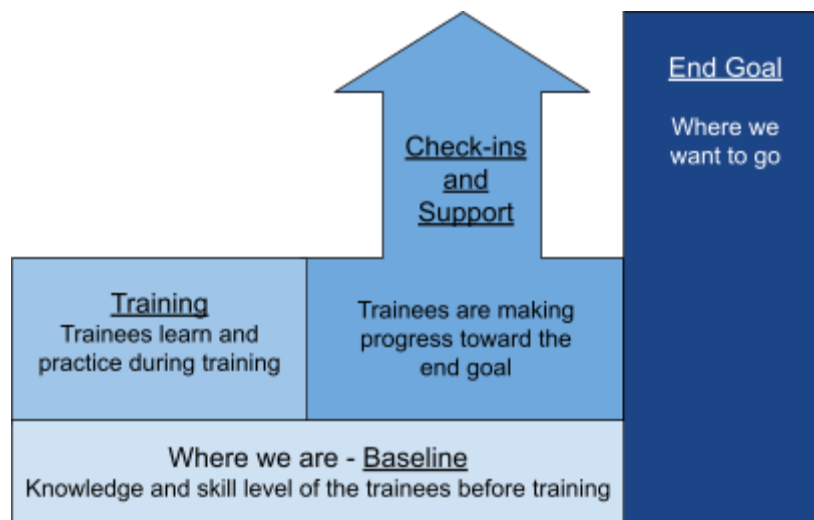 End Goal
Where we
want to go
Check-ins
and
Support
Training
Trainees learn and
practice during training
Trainees are making
progress toward the
end goal
Where we are - Baseline
Knowledge and skill level of the trainees before training